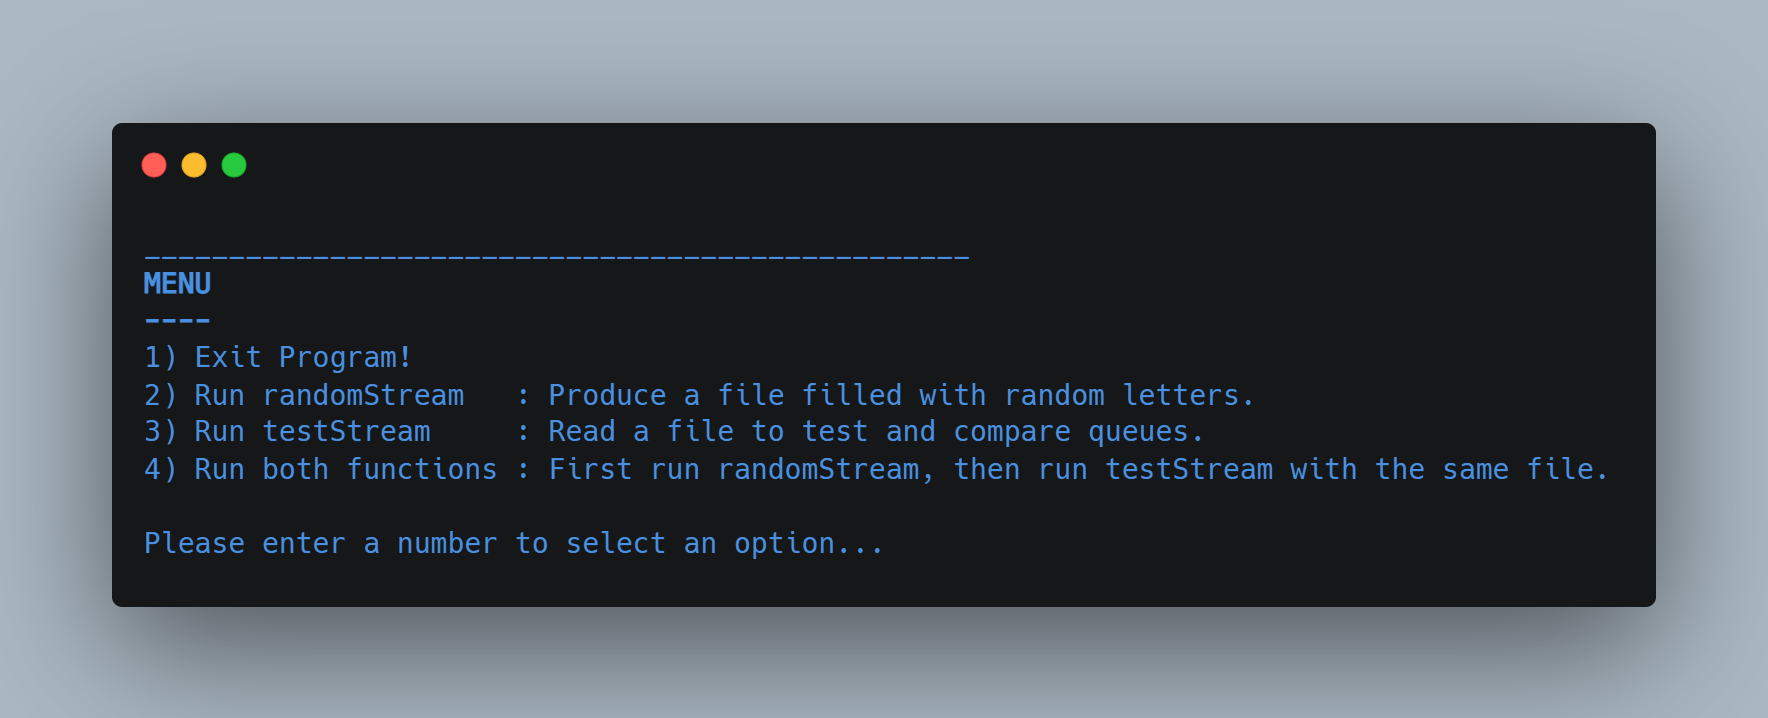 _________________________________________________
MENU
----
1) Exit Program!
2) Run randomStream   : Produce a file filled with random letters.
3) Run testStream     : Read a file to test and compare queues.
4) Run both functions : First run randomStream, then run testStream with the same file.
Please enter a number to select an option...